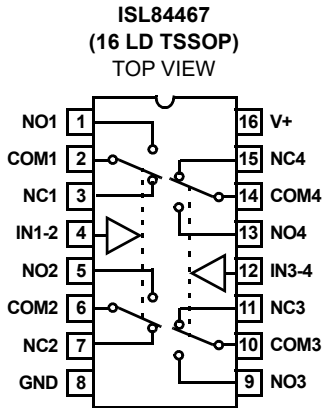 ISL84467
(16 LD TSSOP)
TOP VIEW
NO1 1 16 V+
COM1 2 15 NC4
NC1 3 14 COM4
IN1-2 4 13 NO4
NO2 5 12 IN3-4
COM2 6 11 NC3
NC2 7 10 COM3
GND 8 9 NO3